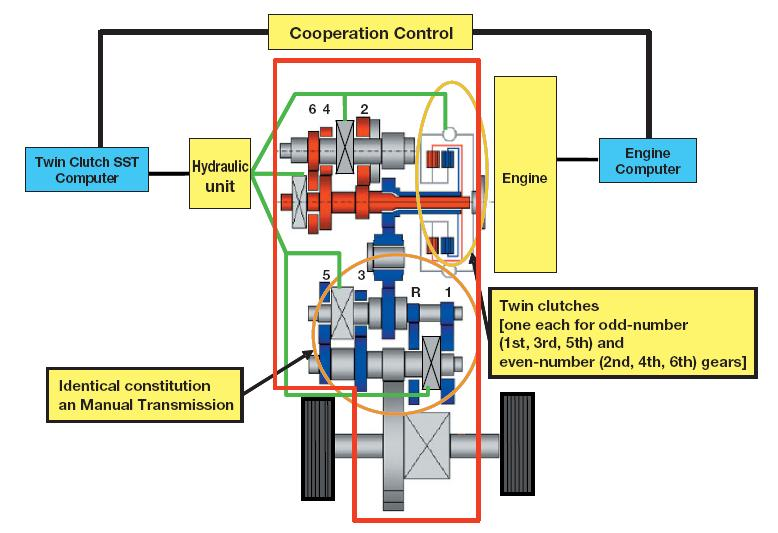 Cooperation Control
6 4 2
Twin Clutch SST
Computer
Hydraulic
unit
Engine
Engine
Computer
5 3 R 1
Twin clutches
[one each for odd-number
(1st, 3rd, 5th) and
even-number (2nd, 4th, 6th) gears]
Identical constitution
an Manual Transmission